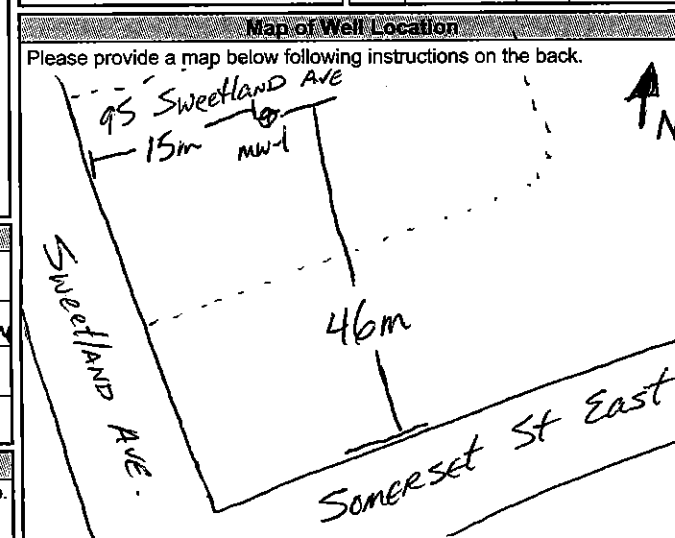 Map of Well Location
Please provide a map below following instructions on the back.
95 Sweetland Ave
15m
mw-1
N
Sweetland Ave.
46m
Somerset St East